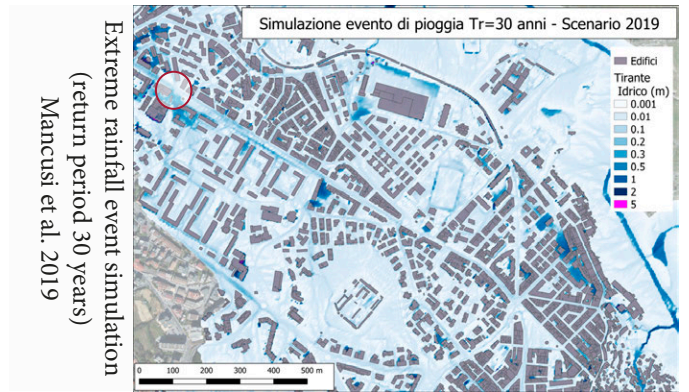 Extreme rainfall event simulation
(return period 30 years)
Mancusi et al. 2019
Simulazione evento di pioggia Tr=30 anni - Scenario 2019
Edifici
Tirante
Idrico (m)
0.001
0.01
0.1
0.2
0.3
0.5
1
2
5
0 100 200 300 400 500 m